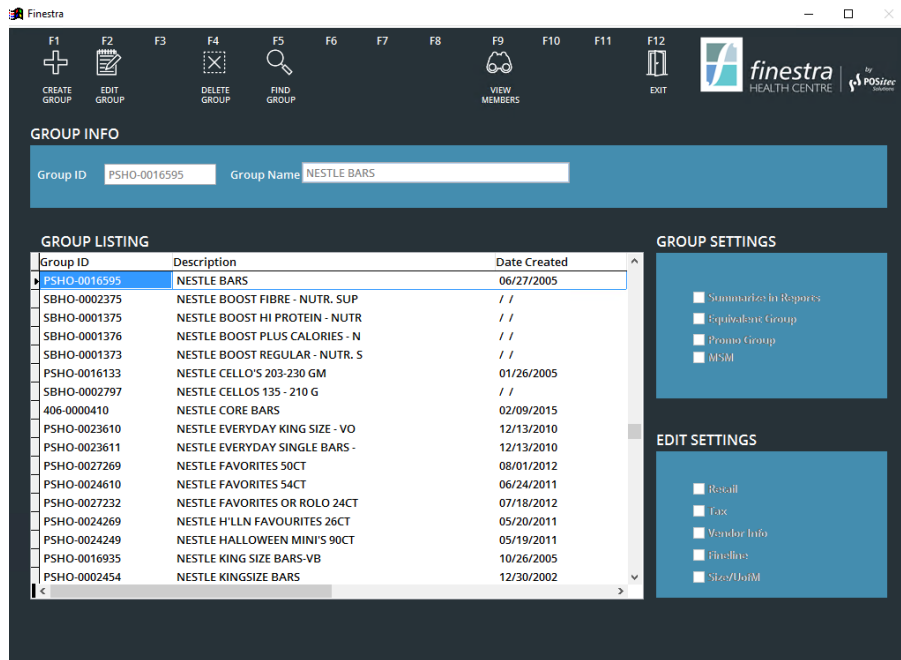 Finestra
F1 F2 F3 F4 F5 F6 F7 F8 F9 F10 F11 F12
CREATE GROUP
EDIT GROUP
DELETE GROUP
FIND GROUP
VIEW MEMBERS
EXIT
finestra
HEALTH CENTRE
by
POSitec
Solutions
GROUP INFO
Group ID PSHO-0016595 Group Name NESTLE BARS
GROUP LISTING
Group ID Description Date Created
PSHO-0016595 NESTLE BARS 06/27/2005
SBHO-0002375 NESTLE BOOST FIBRE - NUTR. SUP / /
SBHO-0001375 NESTLE BOOST HI PROTEIN - NUTR / /
SBHO-0001376 NESTLE BOOST PLUS CALORIES - N / /
SBHO-0001373 NESTLE BOOST REGULAR - NUTR. S / /
PSHO-0016133 NESTLE CELLO'S 203-230 GM 01/26/2005
SBHO-0002797 NESTLE CELLOS 135 - 210 G / /
406-0000410 NESTLE CORE BARS 02/09/2015
PSHO-0023610 NESTLE EVERYDAY KING SIZE - VO 12/13/2010
PSHO-0023611 NESTLE EVERYDAY SINGLE BARS - 12/13/2010
PSHO-0027269 NESTLE FAVORITES 50CT 08/01/2012
PSHO-0024610 NESTLE FAVORITES 54CT 06/24/2011
PSHO-0027232 NESTLE FAVORITES OR ROLO 24CT 07/18/2012
PSHO-0024269 NESTLE H'LLN FAVOURITES 26CT 05/20/2011
PSHO-0024249 NESTLE HALLOWEEN MINI'S 90CT 05/19/2011
PSHO-0016935 NESTLE KING SIZE BARS-VB 10/26/2005
PSHO-0002454 NESTLE KINGSIZE BARS 12/30/2002
GROUP SETTINGS
Summarize in Reports
Equivalent Group
Promo Group
MSM
EDIT SETTINGS
Retail
Tax
Vendor Info
Fineline
Size/UofM